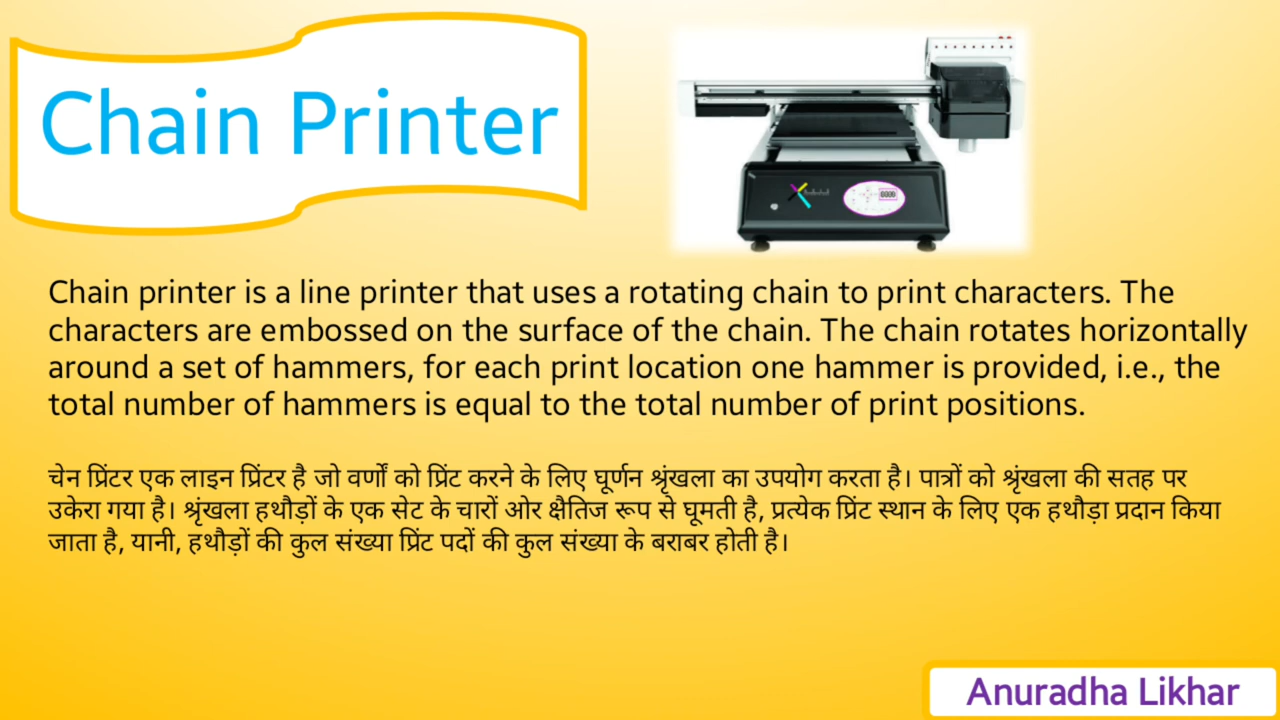 Chain Printer
Chain printer is a line printer that uses a rotating chain to print characters. The
characters are embossed on the surface of the chain. The chain rotates horizontally
around a set of hammers, for each print location one hammer is provided, i.e., the
total number of hammers is equal to the total number of print positions.
चेन प्रिंटर एक लाइन प्रिंटर है जो वर्णों को प्रिंट करने के लिए घूर्णन श्रृंखला का उपयोग करता है। पात्रों को श्रृंखला की सतह पर
उकेरा गया है। श्रृंखला हथौड़ों के एक सेट के चारों ओर क्षैतिज रूप से घूमती है, प्रत्येक प्रिंट स्थान के लिए एक हथौड़ा प्रदान किया
जाता है, यानी, हथौड़ों की कुल संख्या प्रिंट पदों की कुल संख्या के बराबर होती है।
Anuradha Likhar